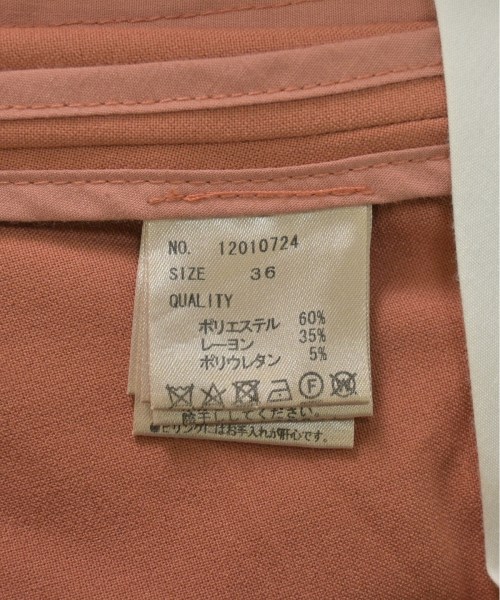 NO. 12010724
SIZE 36
QUALITY
ポリエステル 60%
レーヨン 35%
ポリウレタン 5%
F W
にしてください。
●ピリングにはお手入れが肝心です。